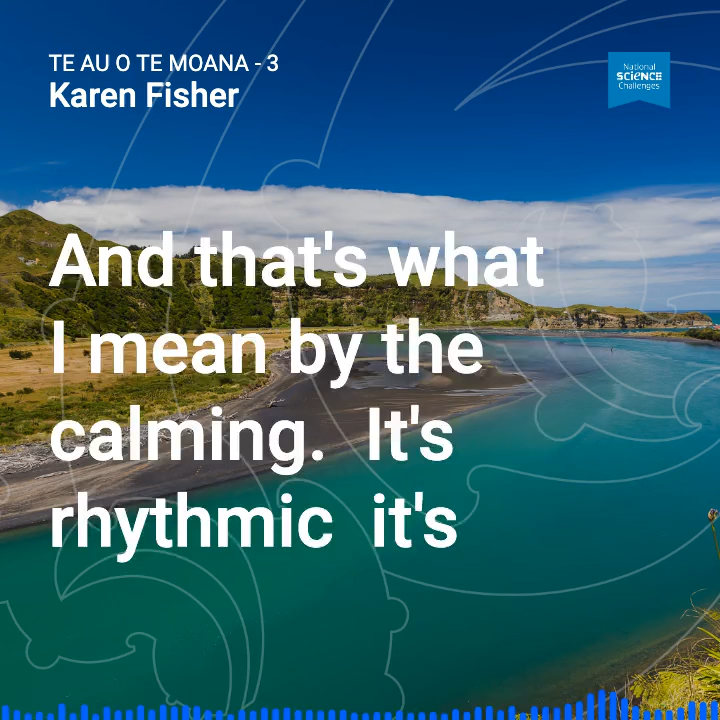 TE AU O TE MOANA - 3
Karen Fisher
National
SCIENCE
Challenges
And that's what
I mean by the
calming. It's
rhythmic it's